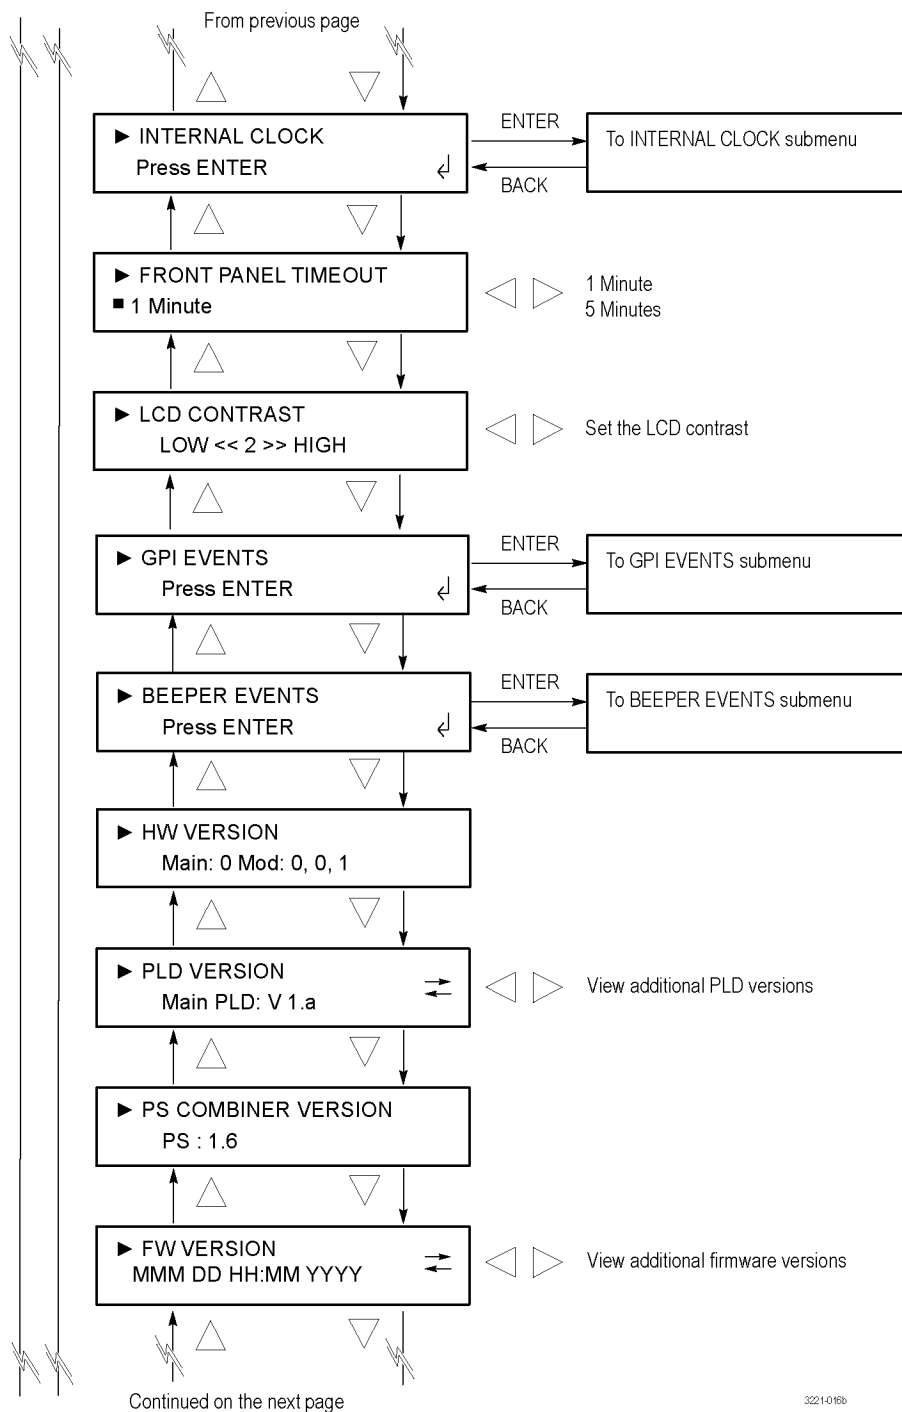 From previous page
► INTERNAL CLOCK
Press ENTER
ENTER
BACK
To INTERNAL CLOCK submenu
► FRONT PANEL TIMEOUT
■ 1 Minute
1 Minute
5 Minutes
► LCD CONTRAST
LOW << 2 >> HIGH
Set the LCD contrast
► GPI EVENTS
Press ENTER
ENTER
BACK
To GPI EVENTS submenu
► BEEPER EVENTS
Press ENTER
ENTER
BACK
To BEEPER EVENTS submenu
► HW VERSION
Main: 0 Mod: 0, 0, 1
► PLD VERSION
Main PLD: V 1.a
View additional PLD versions
► PS COMBINER VERSION
PS : 1.6
► FW VERSION
MMM DD HH:MM YYYY
View additional firmware versions
Continued on the next page
3221-016b